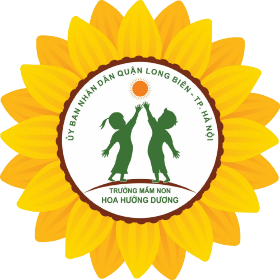 ỦY BAN NHÂN DÂN QUẬN LONG BIÊN - TP. HÀ NỘI
TRƯỜNG MẦM NON
HOA HƯỚNG DƯƠNG